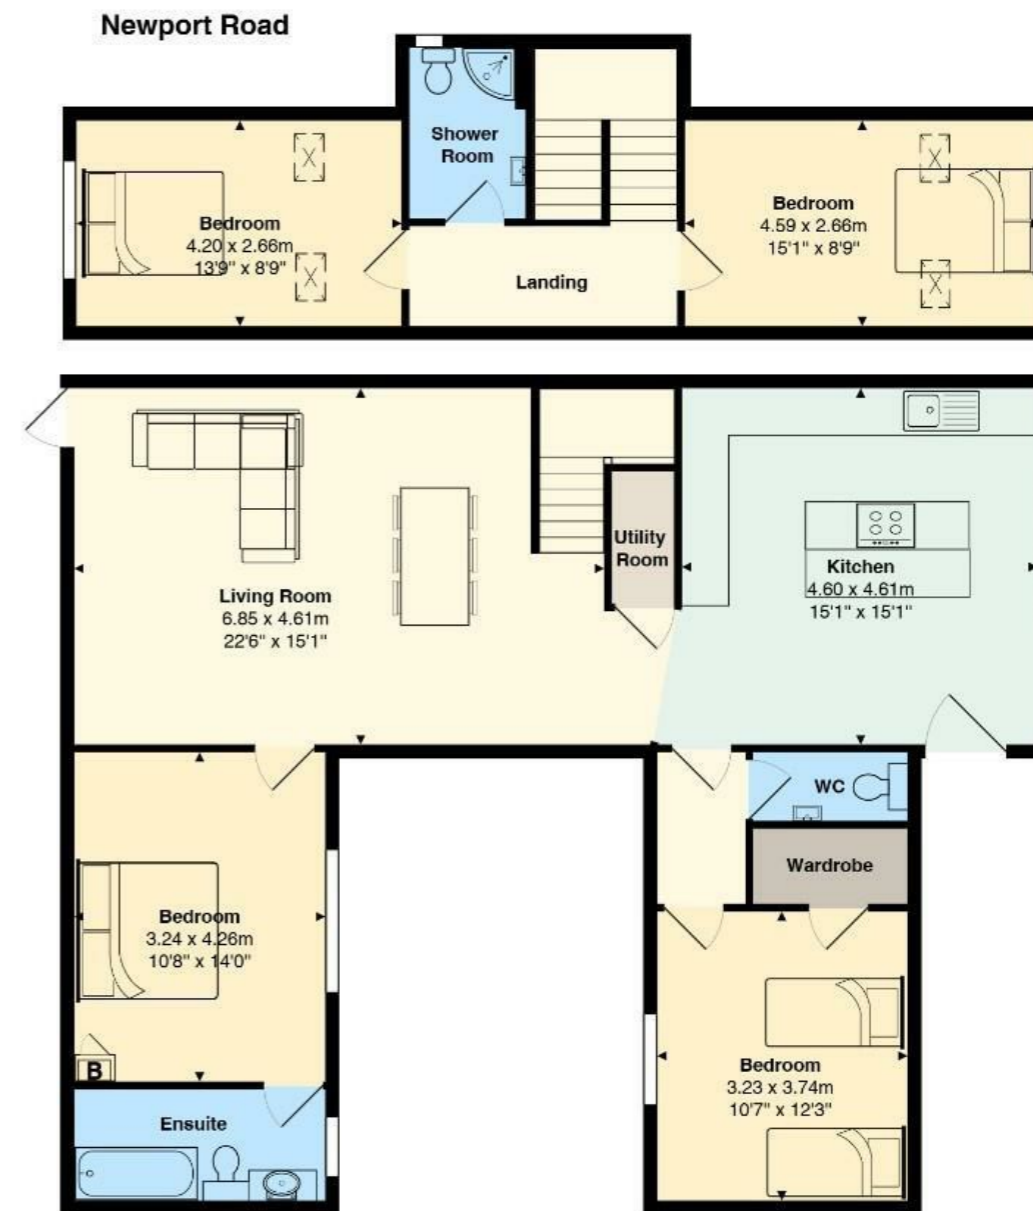 Newport Road
Shower
Room
Bedroom
4.20 x 2.66m
13'9" x 8'9"
Landing
Bedroom
4.59 x 2.66m
15'1" x 8'9"
Living Room
6.85 x 4.61m
22'6" x 15'1"
Utility
Room
Kitchen
4.60 x 4.61m
15'1" x 15'1"
WC
Wardrobe
Bedroom
3.24 x 4.26m
10'8" x 14'0"
B
Ensuite
Bedroom
3.23 x 3.74m
10'7" x 12'3"